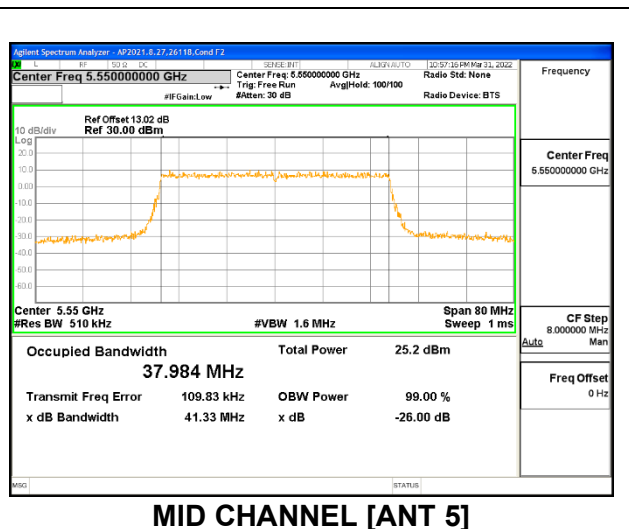 Agilent Spectrum Analyzer - AP2021.8.27,26118,Cond F2
L RF 50 Ω DC SENSE:INT ALIGN AUTO 10:57:16 PM Mar 31, 2022
Center Freq 5.550000000 GHz Center Freq: 5.550000000 GHz Radio Std: None Frequency
Trig: Free Run Avg|Hold: 100/100
#IFGain:Low #Atten: 30 dB Radio Device: BTS
Ref Offset 13.02 dB
10 dB/div Ref 30.00 dBm
Log
20.0
10.0
0.00
-10.0
-20.0
-30.0
-40.0
-50.0
-60.0
Center Freq
5.550000000 GHz
Center 5.55 GHz Span 80 MHz
#Res BW 510 kHz #VBW 1.6 MHz Sweep 1 ms
CF Step
8.000000 MHz
Auto Man
Occupied Bandwidth Total Power 25.2 dBm
37.984 MHz
Transmit Freq Error 109.83 kHz OBW Power 99.00 %
x dB Bandwidth 41.33 MHz x dB -26.00 dB
Freq Offset
0 Hz
MSG STATUS
MID CHANNEL [ANT 5]